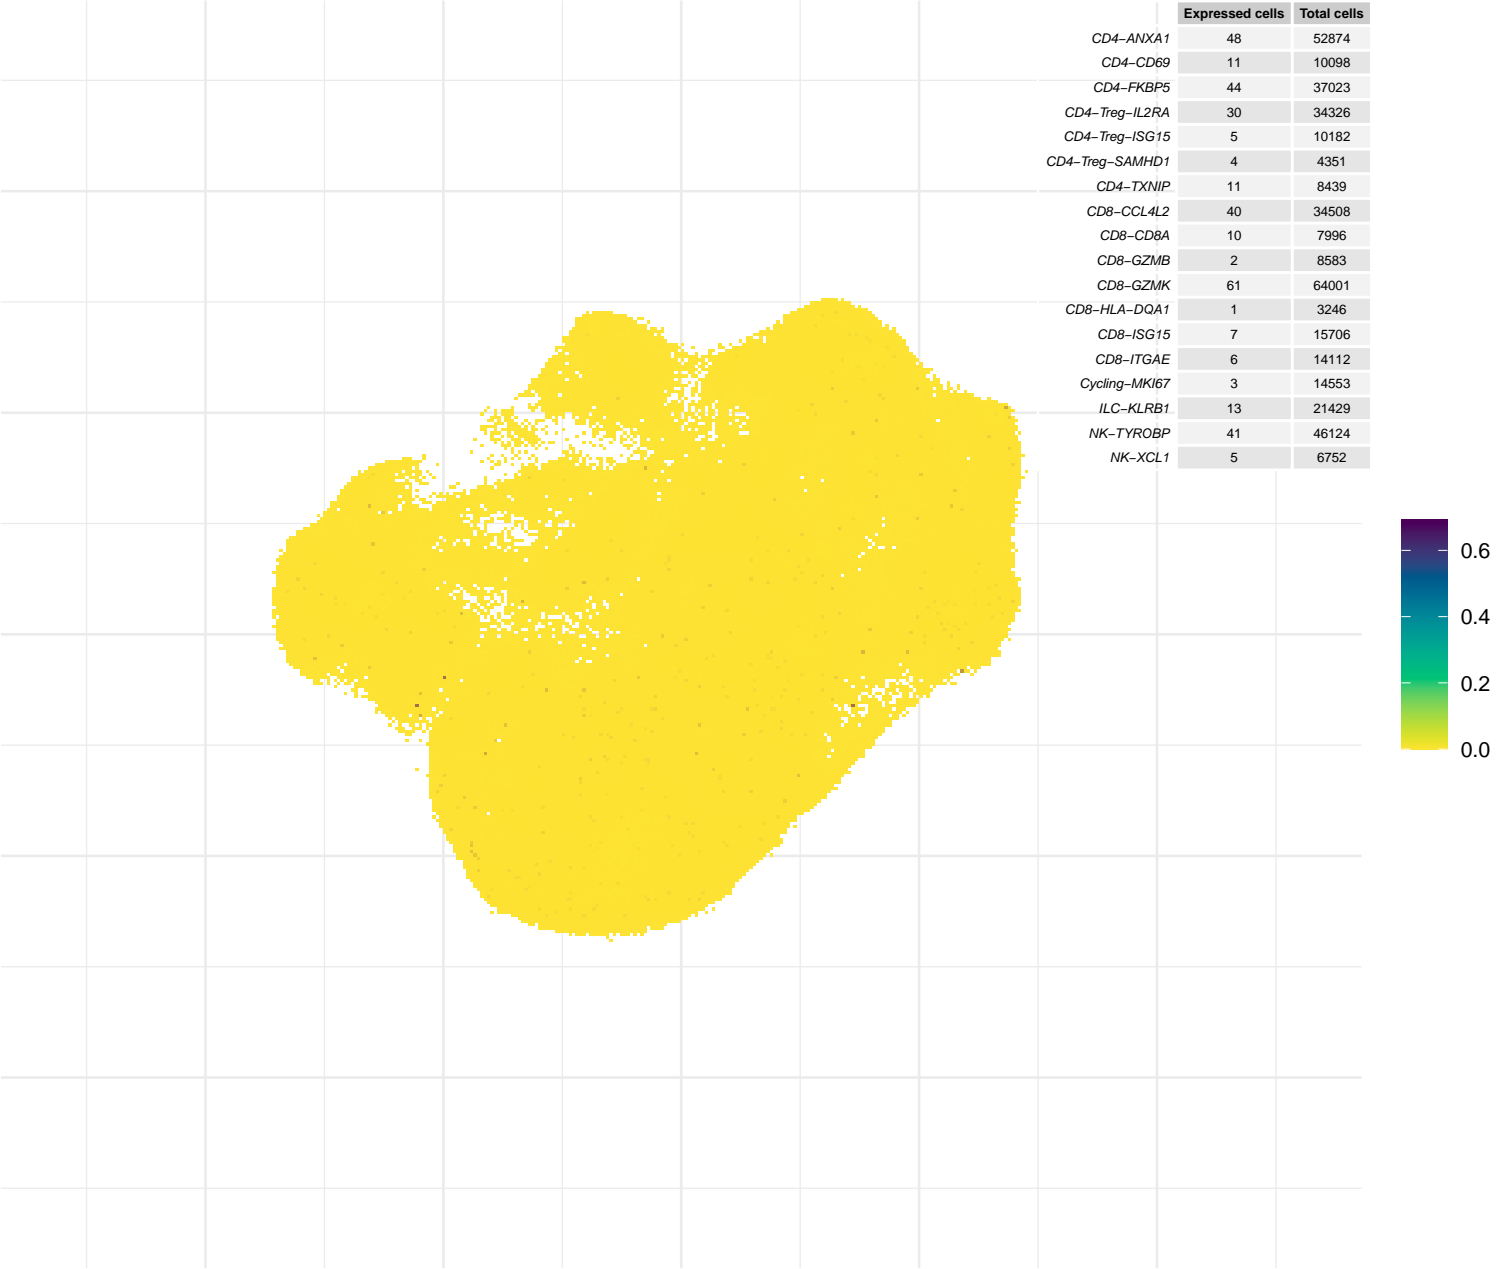 Expressed cells Total cells
CD4−ANXA1 48 52874
CD4−CD69 11 10098
CD4−FKBP5 44 37023
CD4−Treg−IL2RA 30 34326
CD4−Treg−ISG15 5 10182
CD4−Treg−SAMHD1 4 4351
CD4−TXNIP 11 8439
CD8−CCL4L2 40 34508
CD8−CD8A 10 7996
CD8−GZMB 2 8583
CD8−GZMK 61 64001
CD8−HLA−DQA1 1 3246
CD8−ISG15 7 15706
CD8−ITGAE 6 14112
Cycling−MKI67 3 14553
ILC−KLRB1 13 21429
NK−TYROBP 41 46124
NK−XCL1 5 6752
0.6
0.4
0.2
0.0